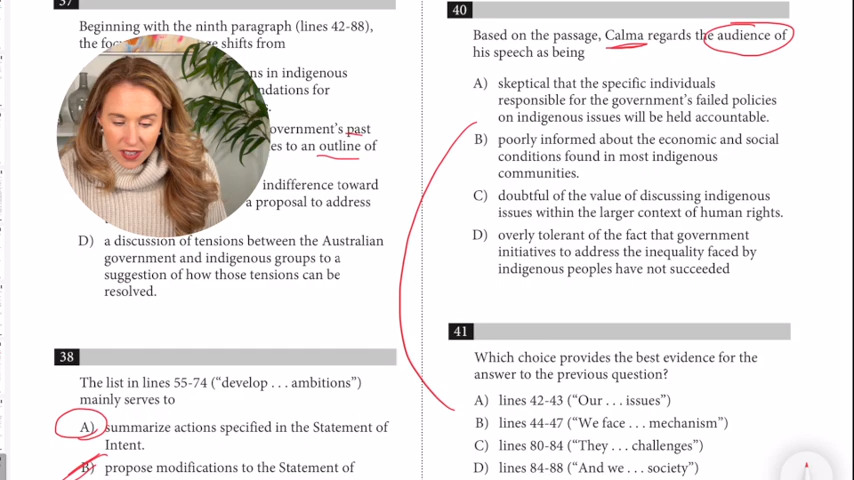 37
Beginning with the ninth paragraph (lines 42-88),
the shifts from
ns in indigenous
ndations for
overnment's past
es to an outline of
indifference toward
a proposal to address
D) a discussion of tensions between the Australian
government and indigenous groups to a
suggestion of how those tensions can be
resolved.
38
The list in lines 55-74 ("develop . . . ambitions")
mainly serves to
A) summarize actions specified in the Statement of
Intent.
B) propose modifications to the Statement of
40
Based on the passage, Calma regards the audience of
his speech as being
A) skeptical that the specific individuals
responsible for the government's failed policies
on indigenous issues will be held accountable.
B) poorly informed about the economic and social
conditions found in most indigenous
communities.
C) doubtful of the value of discussing indigenous
issues within the larger context of human rights.
D) overly tolerant of the fact that government
initiatives to address the inequality faced by
indigenous peoples have not succeeded
41
Which choice provides the best evidence for the
answer to the previous question?
A) lines 42-43 ("Our . . . issues")
B) lines 44-47 ("We face . . . mechanism")
C) lines 80-84 ("They . . . challenges")
D) lines 84-88 ("And we . . . society")